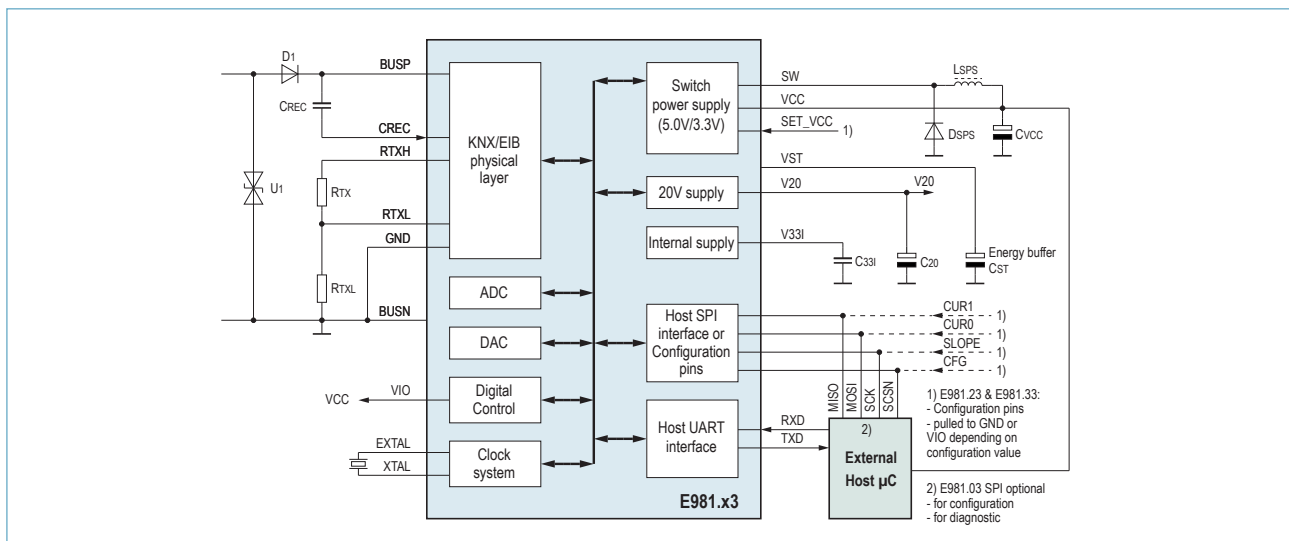 D1
BUSP
CREC
CREC
RTXH
U1
RTX
RTXL
GND
RTXL
BUSN
VCC
VIO
EXTAL
XTAL
KNX/EIB
physical
layer
ADC
DAC
Digital
Control
Clock
system
Switch
power supply
(5.0V/3.3V)
20V supply
Internal supply
Host SPI
interface or
Configuration
pins
Host UART
interface
E981.x3
SW
LSPS
VCC
SET_VCC
1)
DSPS
CVCC
VST
V20
V20
V33I
C33I
C20
Energy buffer
CST
CUR1
1)
CUR0
1)
SLOPE
1)
CFG
1)
MISO
MOSI
SCK
SCSN
RXD
TXD
2)
External
Host µC
1) E981.23 & E981.33:
- Configuration pins
- pulled to GND or
VIO depending on
configuration value
2) E981.03 SPI optional
- for configuration
- for diagnostic